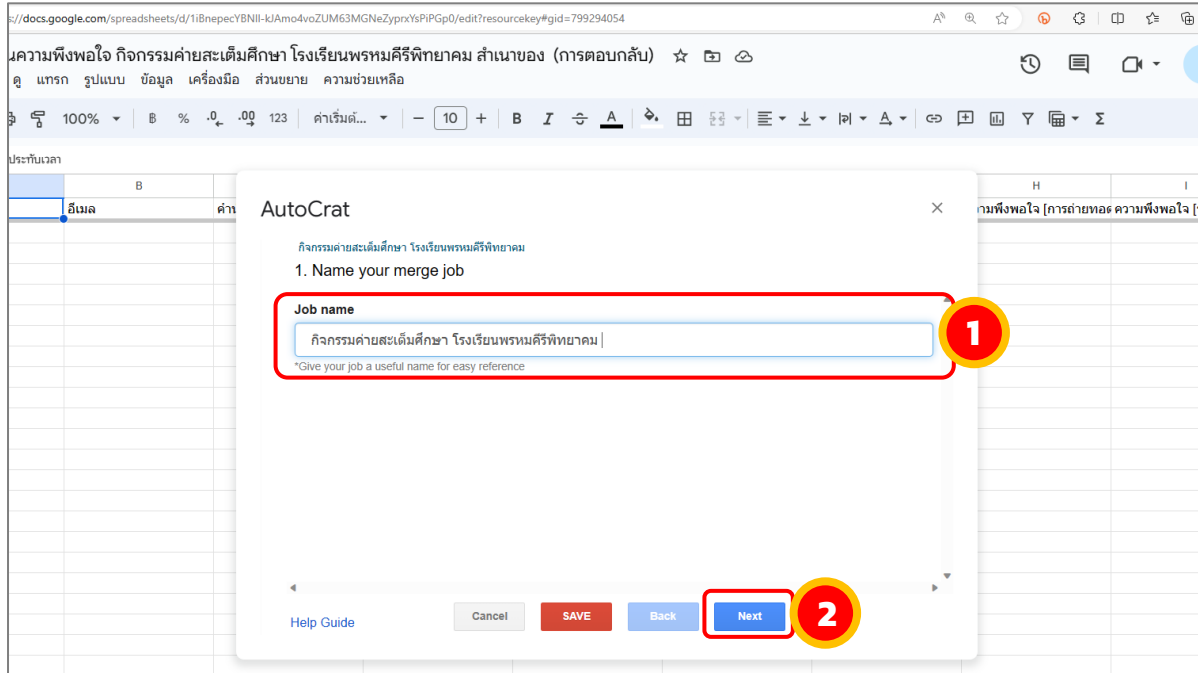 s://docs.google.com/spreadsheets/d/1iBnepecYBNII-kJAmo4voZUM63MGNeZyprxYsPiPGp0/edit?resourcekey#gid=799294054
นความพึงพอใจ กิจกรรมค่ายสะเต็มศึกษา โรงเรียนพรหมคีรีพิทยาคม สำเนาของ (การตอบกลับ)
ดู แทรก รูปแบบ ข้อมูล เครื่องมือ ส่วนขยาย ความช่วยเหลือ
100% ฿ % .0 .00 123 ค่าเริ่มต้... 10 B I A
ประทับเวลา
B H I
อีเมล
ามพึงพอใจ [การถ่ายทอด ความพึงพอใจ [
AutoCrat
กิจกรรมค่ายสะเต็มศึกษา โรงเรียนพรหมคีรีพิทยาคม
1. Name your merge job
Job name
กิจกรรมค่ายสะเต็มศึกษา โรงเรียนพรหมคีรีพิทยาคม
*Give your job a useful name for easy reference
1
Help Guide Cancel SAVE Back Next
2